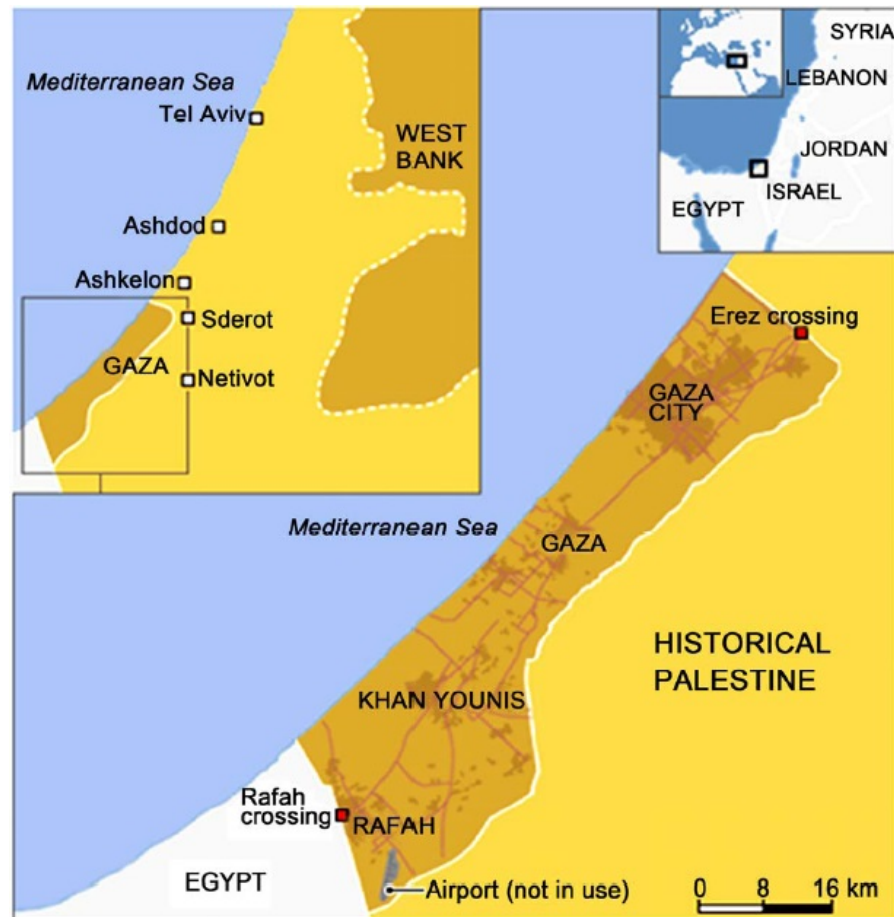 Mediterranean Sea
Tel Aviv
WEST
BANK
Ashdod
Ashkelon
Sderot
GAZA
Netivot
SYRIA
LEBANON
JORDAN
ISRAEL
EGYPT
Erez crossing
GAZA
CITY
Mediterranean Sea
GAZA
HISTORICAL
PALESTINE
KHAN YOUNIS
Rafah
crossing
RAFAH
EGYPT
Airport (not in use)
0 8 16 km